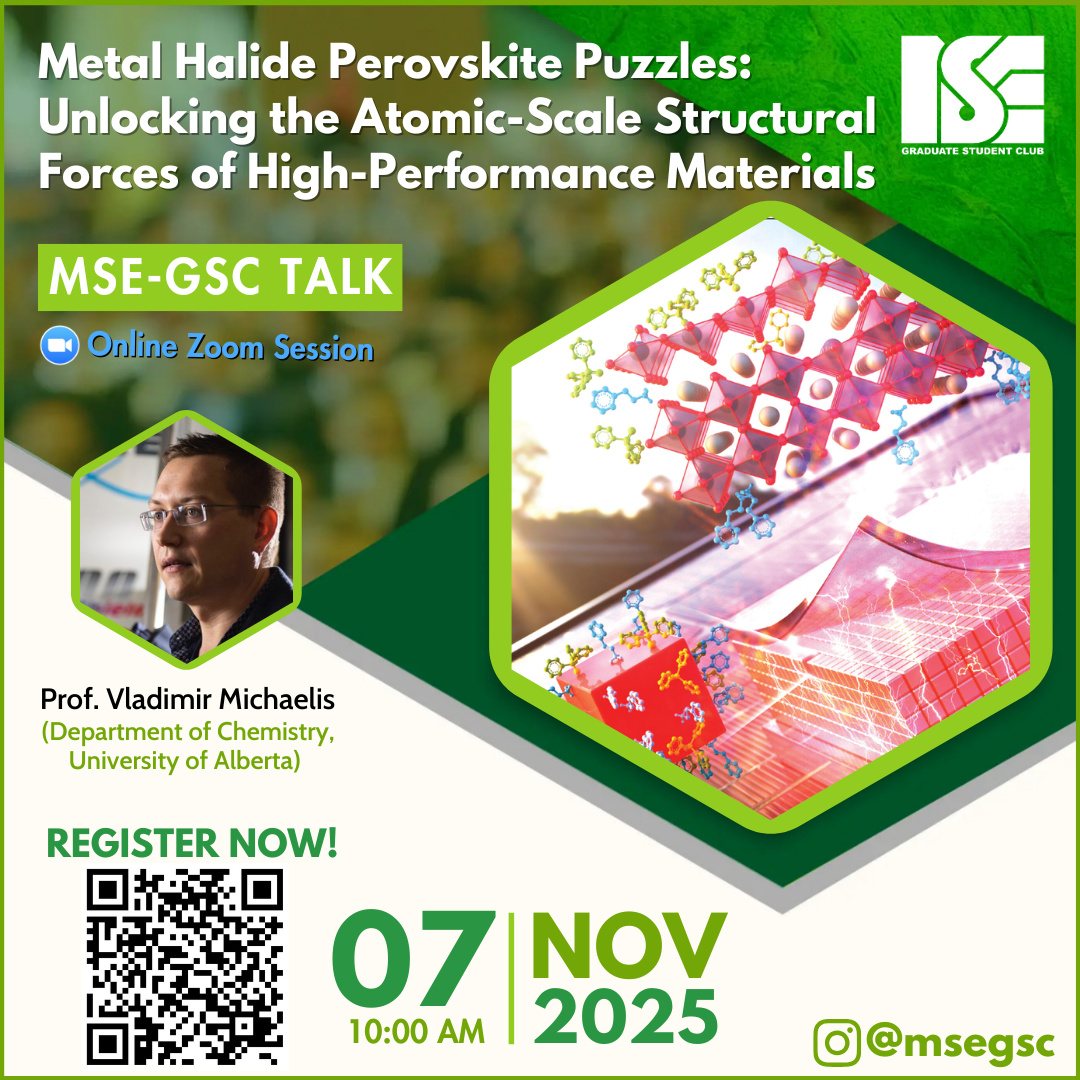 Metal Halide Perovskite Puzzles:
Unlocking the Atomic-Scale Structural
Forces of High-Performance Materials
MSE
GRADUATE STUDENT CLUB
MSE-GSC TALK
Online Zoom Session
Prof. Vladimir Michaelis
(Department of Chemistry,
University of Alberta)
REGISTER NOW!
07
10:00 AM
NOV
2025
@msegsc